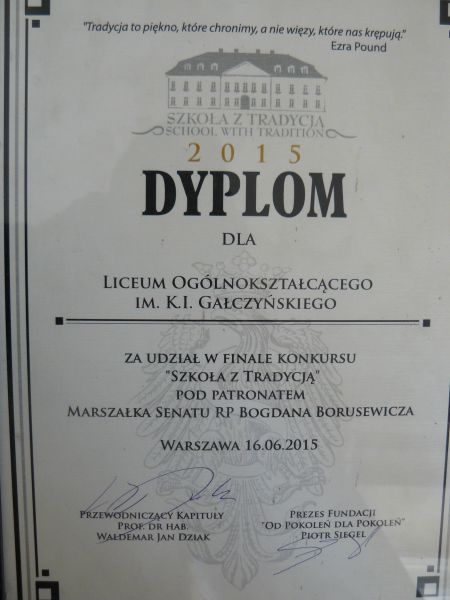 "Tradycja to piękno, które chronimy, a nie więzy, które nas krępują."
Ezra Pound
SZKOŁA Z TRADYCJĄ
SCHOOL WITH TRADITION
2015
DYPLOM
DLA
LICEUM OGÓLNOKSZTAŁCĄCEGO
IM. K.I. GAŁCZYŃSKIEGO
ZA UDZIAŁ W FINALE KONKURSU
"SZKOŁA Z TRADYCJĄ"
POD PATRONATEM
MARSZAŁKA SENATU RP BOGDANA BORUSEWICZA
WARSZAWA 16.06.2015
PRZEWODNICZĄCY KAPITUŁY
PROF. DR HAB.
WALDEMAR JAN DZIAK
PREZES FUNDACJI
"OD POKOLEŃ DLA POKOLEŃ"
PIOTR SIEGEL